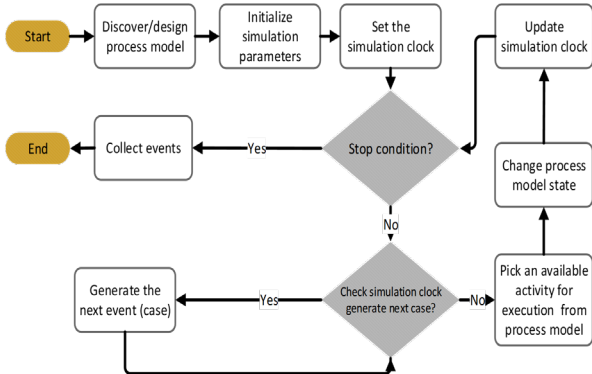 Start
Discover/design
process model
Initialize
simulation
parameters
Set the
simulation clock
Update
simulation clock
End
Collect events
Yes
Stop condition?
Change process
model state
No
Generate the
next event (case)
Yes
Check simulation clock
generate next case?
No
Pick an available
activity for
execution from
process model